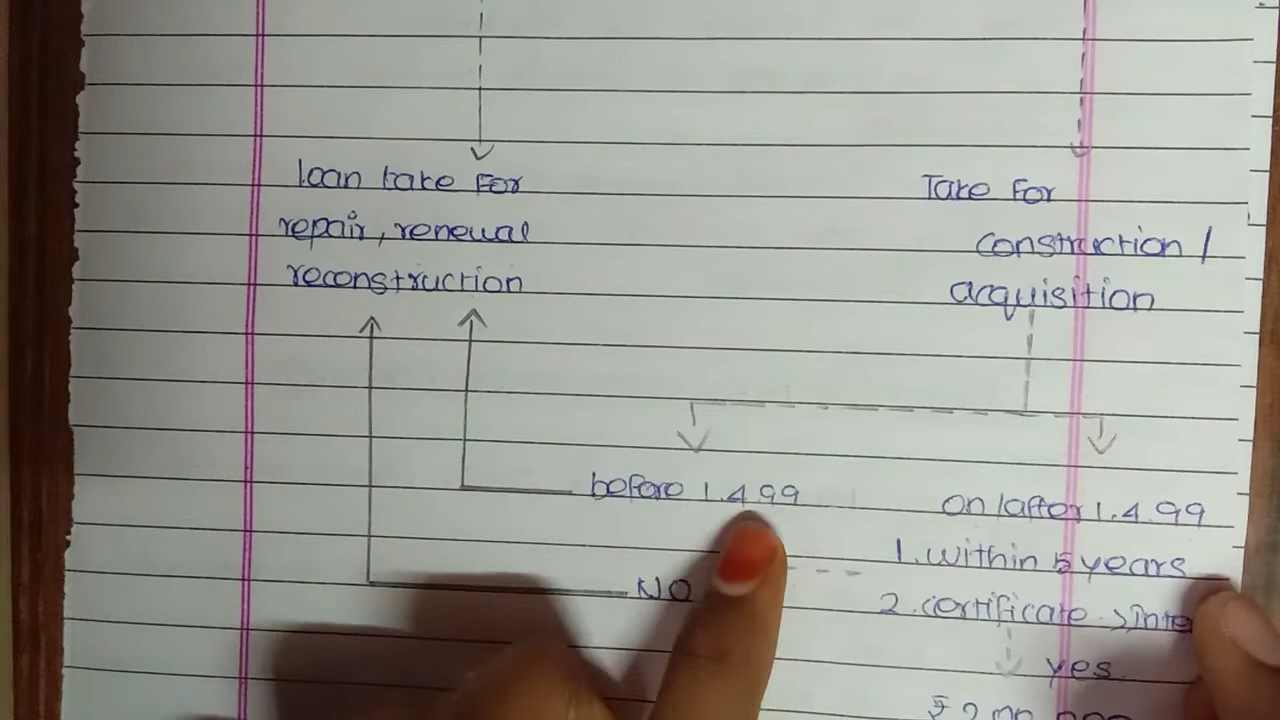 loan take For
repair, renewal
reconstruction
Take For
construction /
acquisition
before 1.4.99
on/after 1.4.99
1. within 5 years
NO
2. certificate
yes